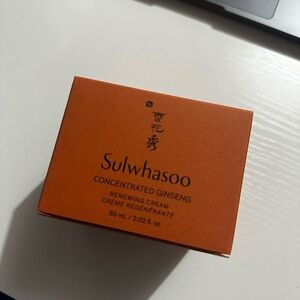 雪
花
秀
Sulwhasoo
CONCENTRATED GINSENG
RENEWING CREAM
CRÈME RÉGÉNÉRANTE
60 mL / 2.02 fl. oz.